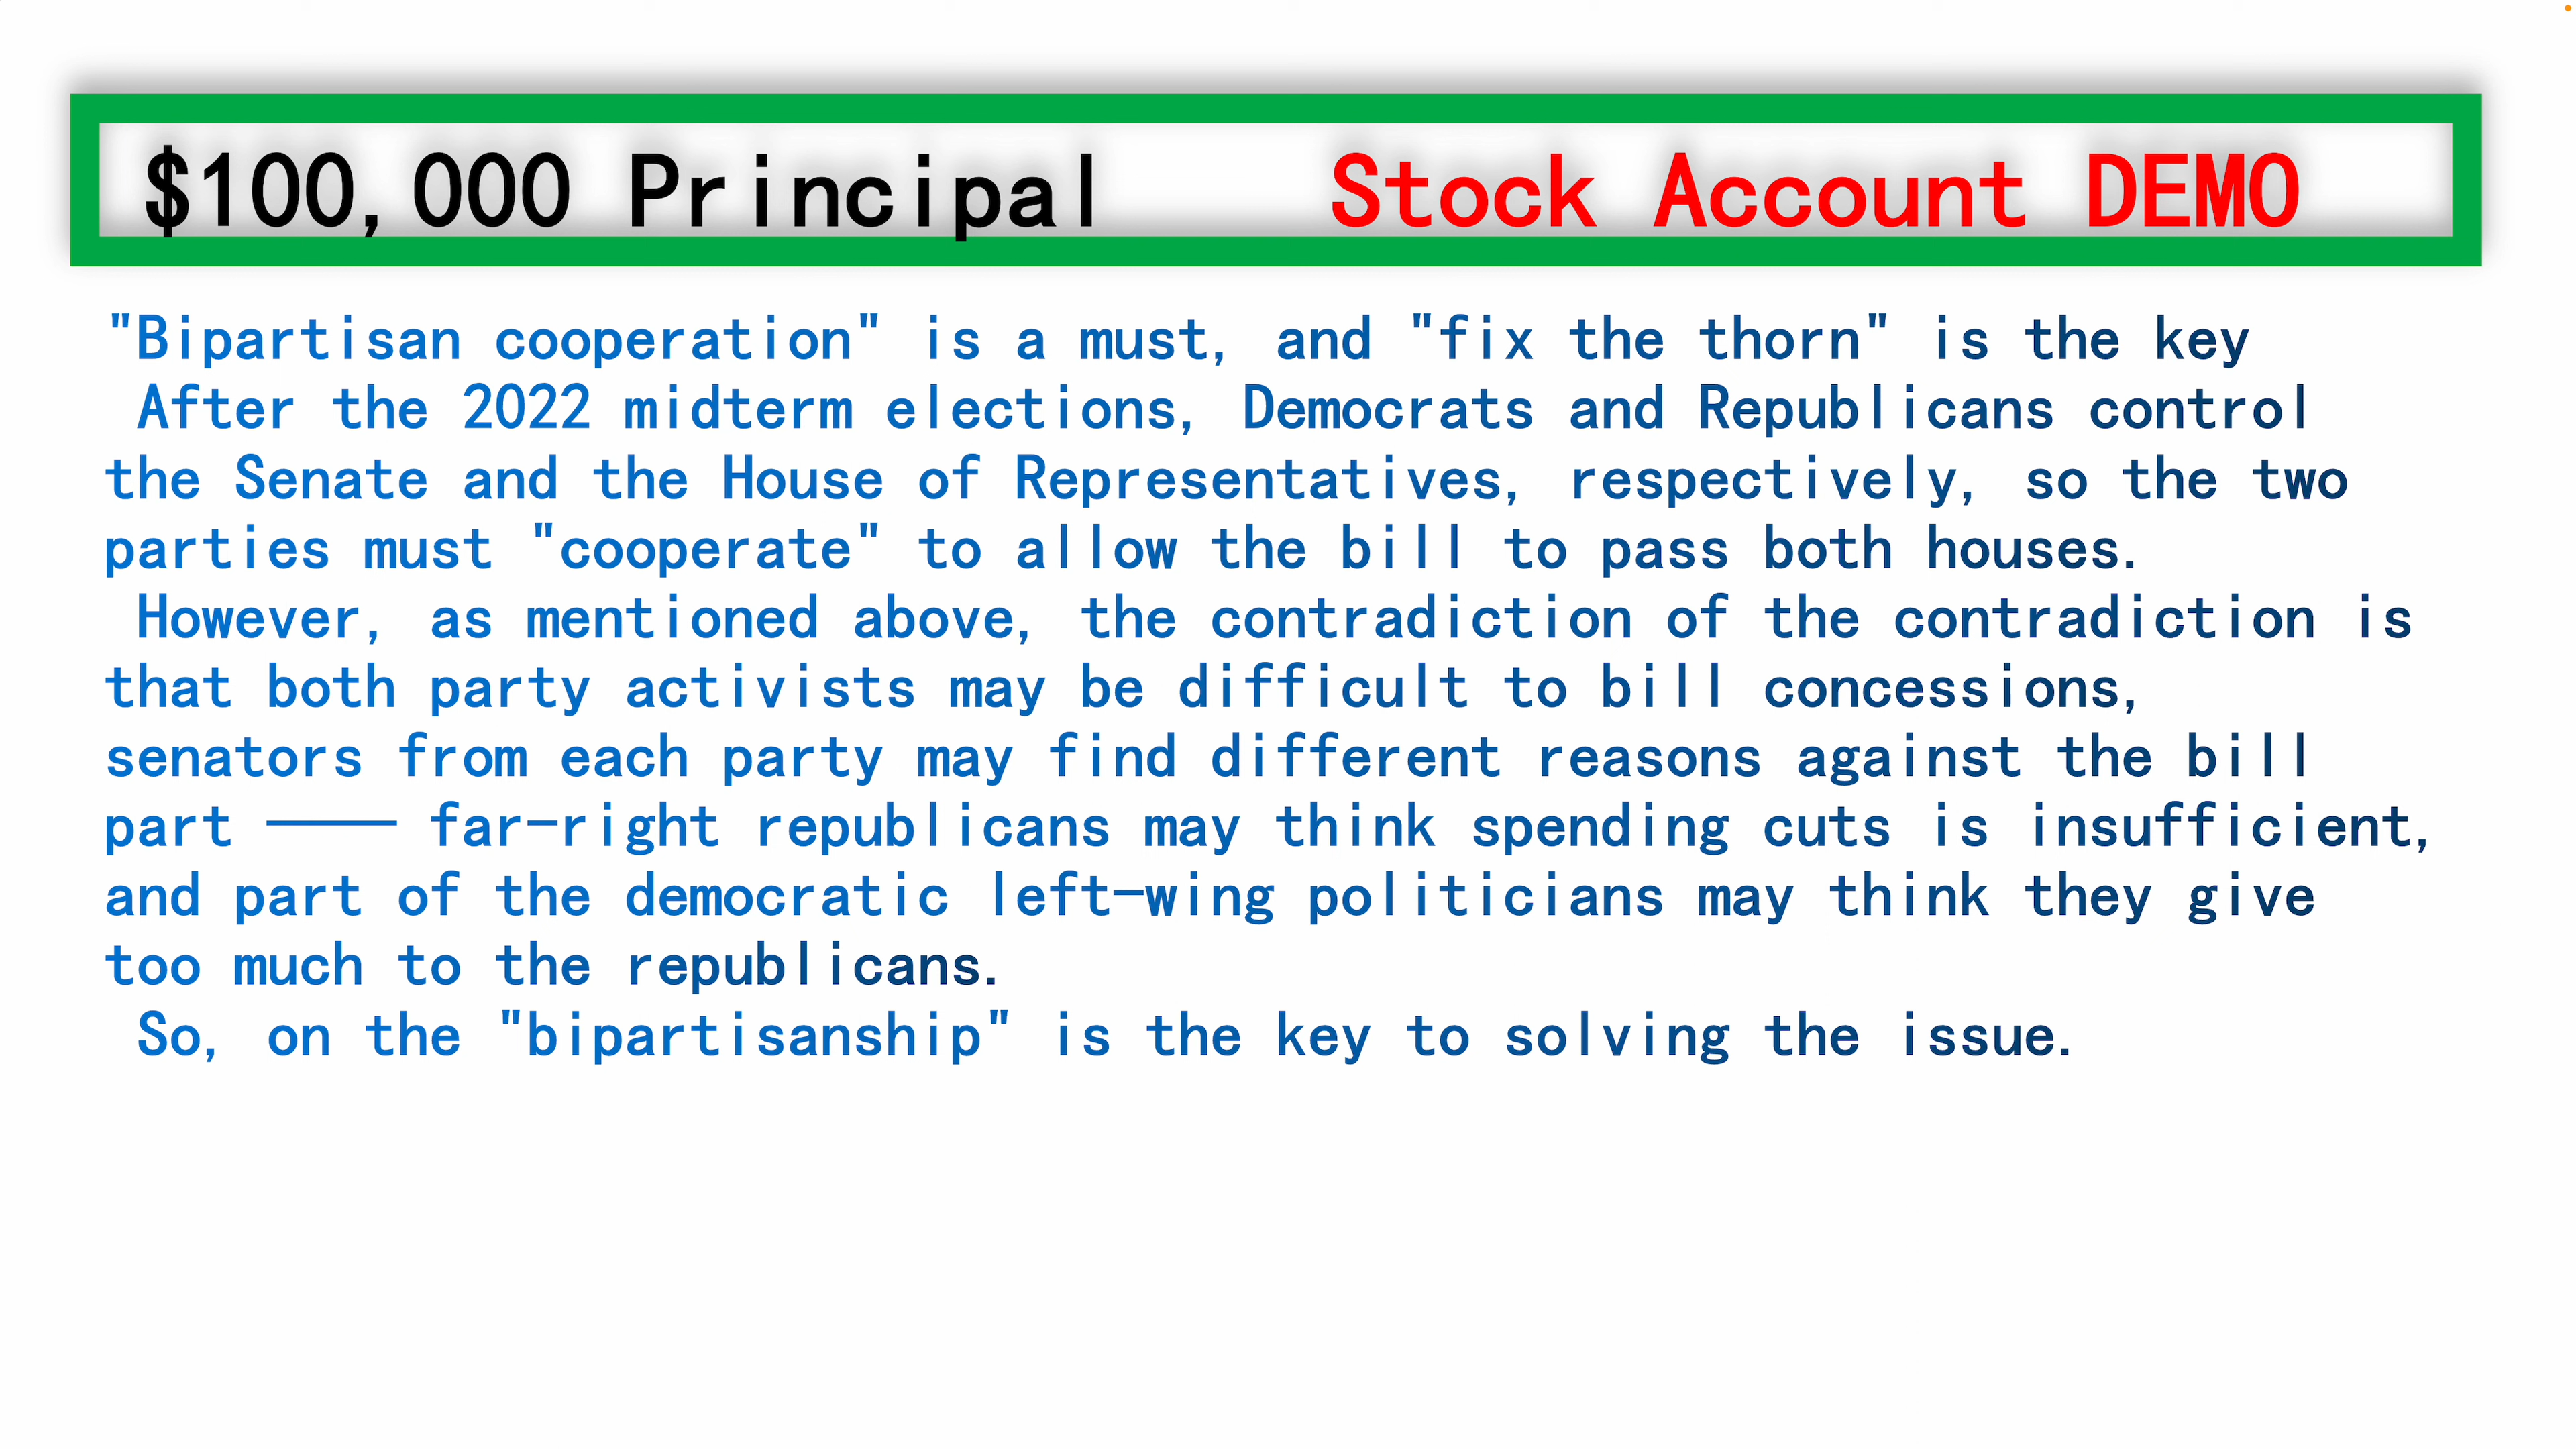 $100,000 Principal Stock Account DEMO
"Bipartisan cooperation" is a must, and "fix the thorn" is the key
After the 2022 midterm elections, Democrats and Republicans control
the Senate and the House of Representatives, respectively, so the two
parties must "cooperate" to allow the bill to pass both houses.
However, as mentioned above, the contradiction of the contradiction is
that both party activists may be difficult to bill concessions,
senators from each party may find different reasons against the bill
part —— far-right republicans may think spending cuts is insufficient,
and part of the democratic left-wing politicians may think they give
too much to the republicans.
So, on the "bipartisanship" is the key to solving the issue.